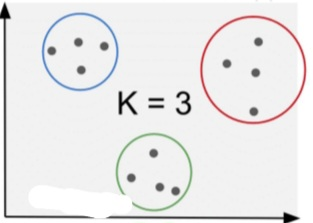 K = 3